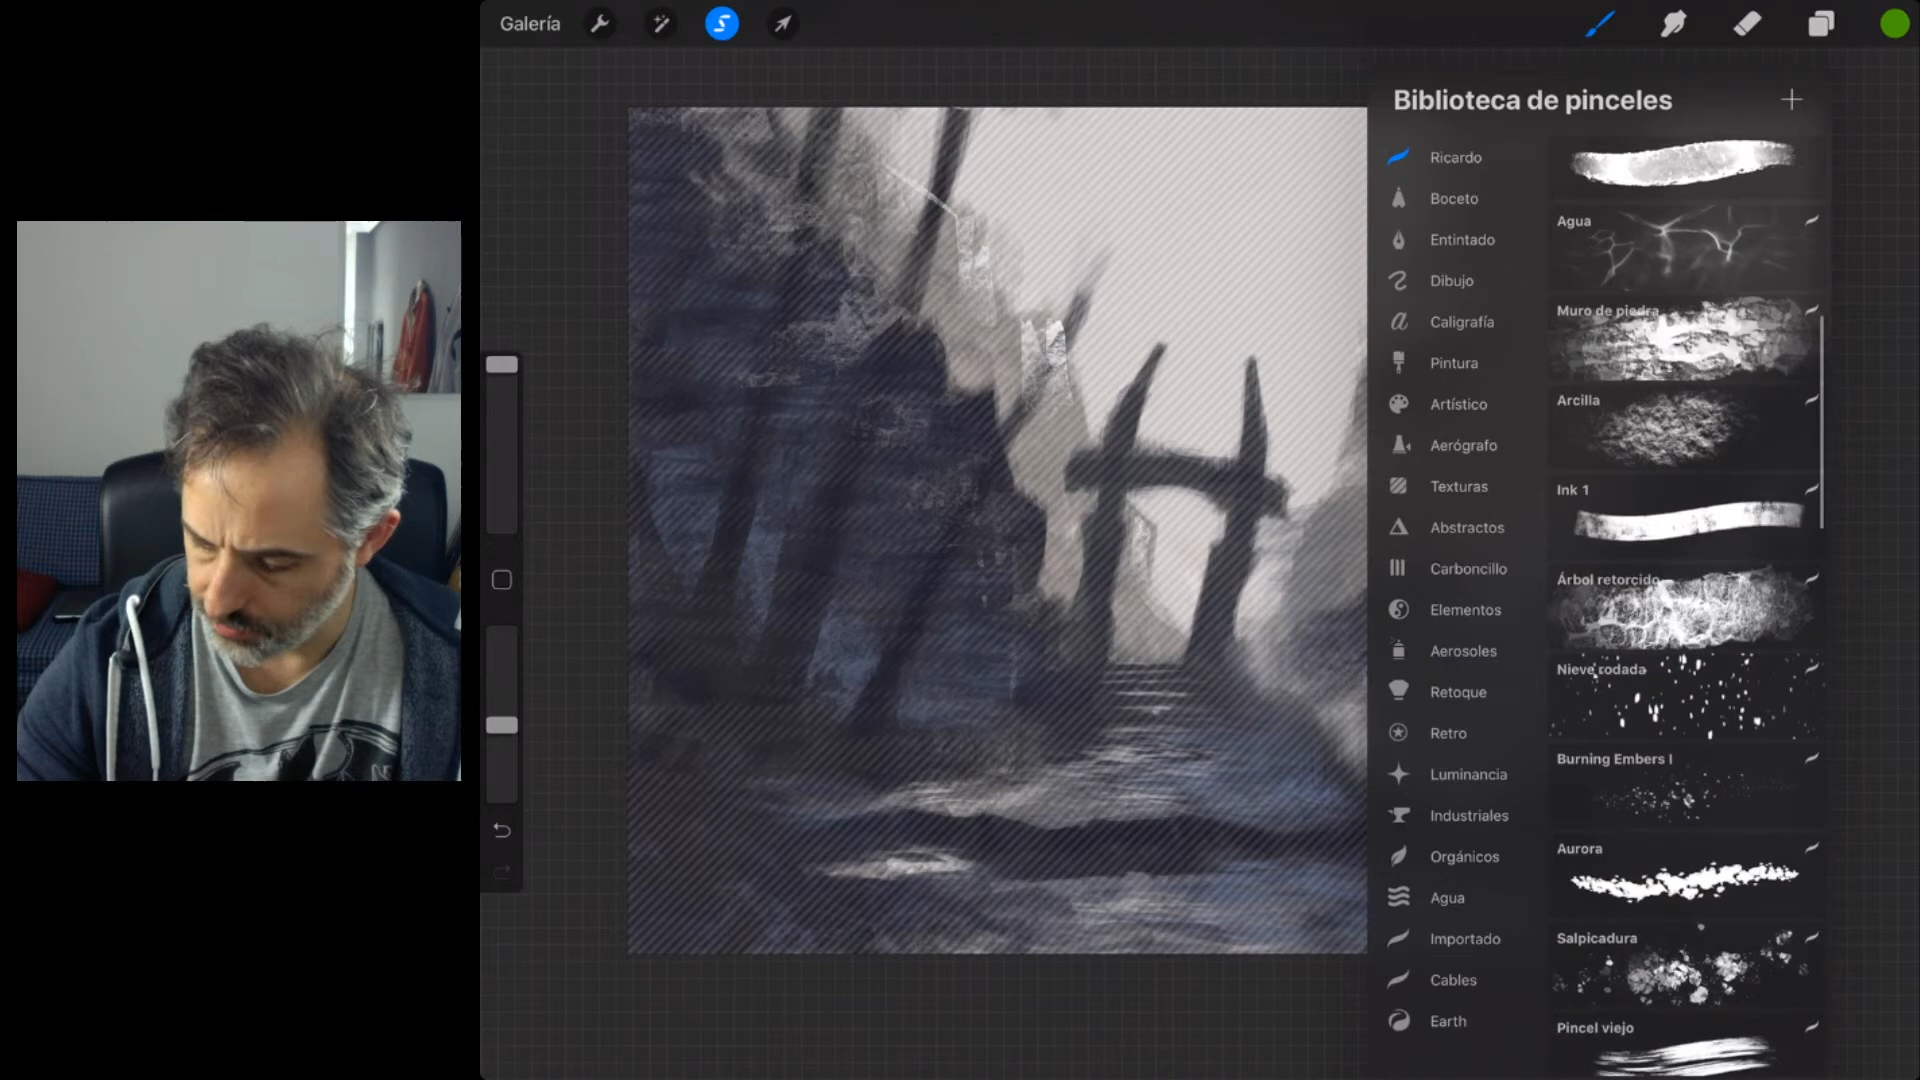 Galería
Biblioteca de pinceles
Ricardo
Boceto
Entintado
Dibujo
Caligrafía
Pintura
Artístico
Aerógrafo
Texturas
Abstractos
Carboncillo
Elementos
Aerosoles
Retoque
Retro
Luminancia
Industriales
Orgánicos
Agua
Importado
Cables
Earth
Agua
Muro de piedra
Arcilla
Ink 1
Árbol retorcido
Nieve rodada
Burning Embers I
Aurora
Salpicadura
Pincel viejo